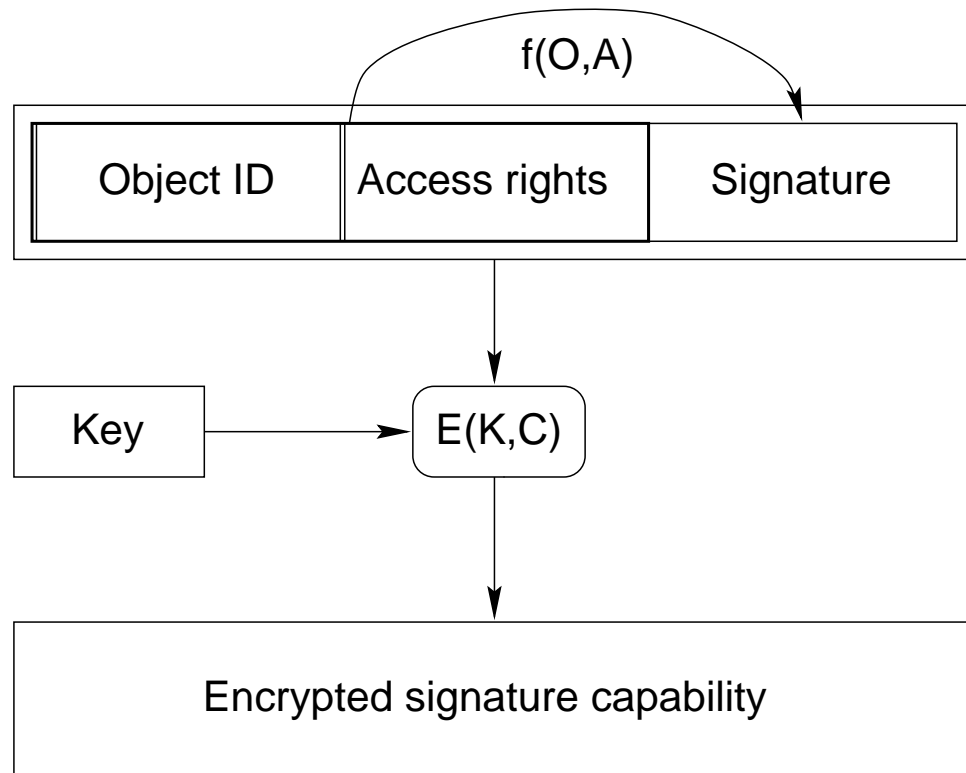 f(O,A)
Object ID
Access rights
Signature
Key
E(K,C)
Encrypted signature capability